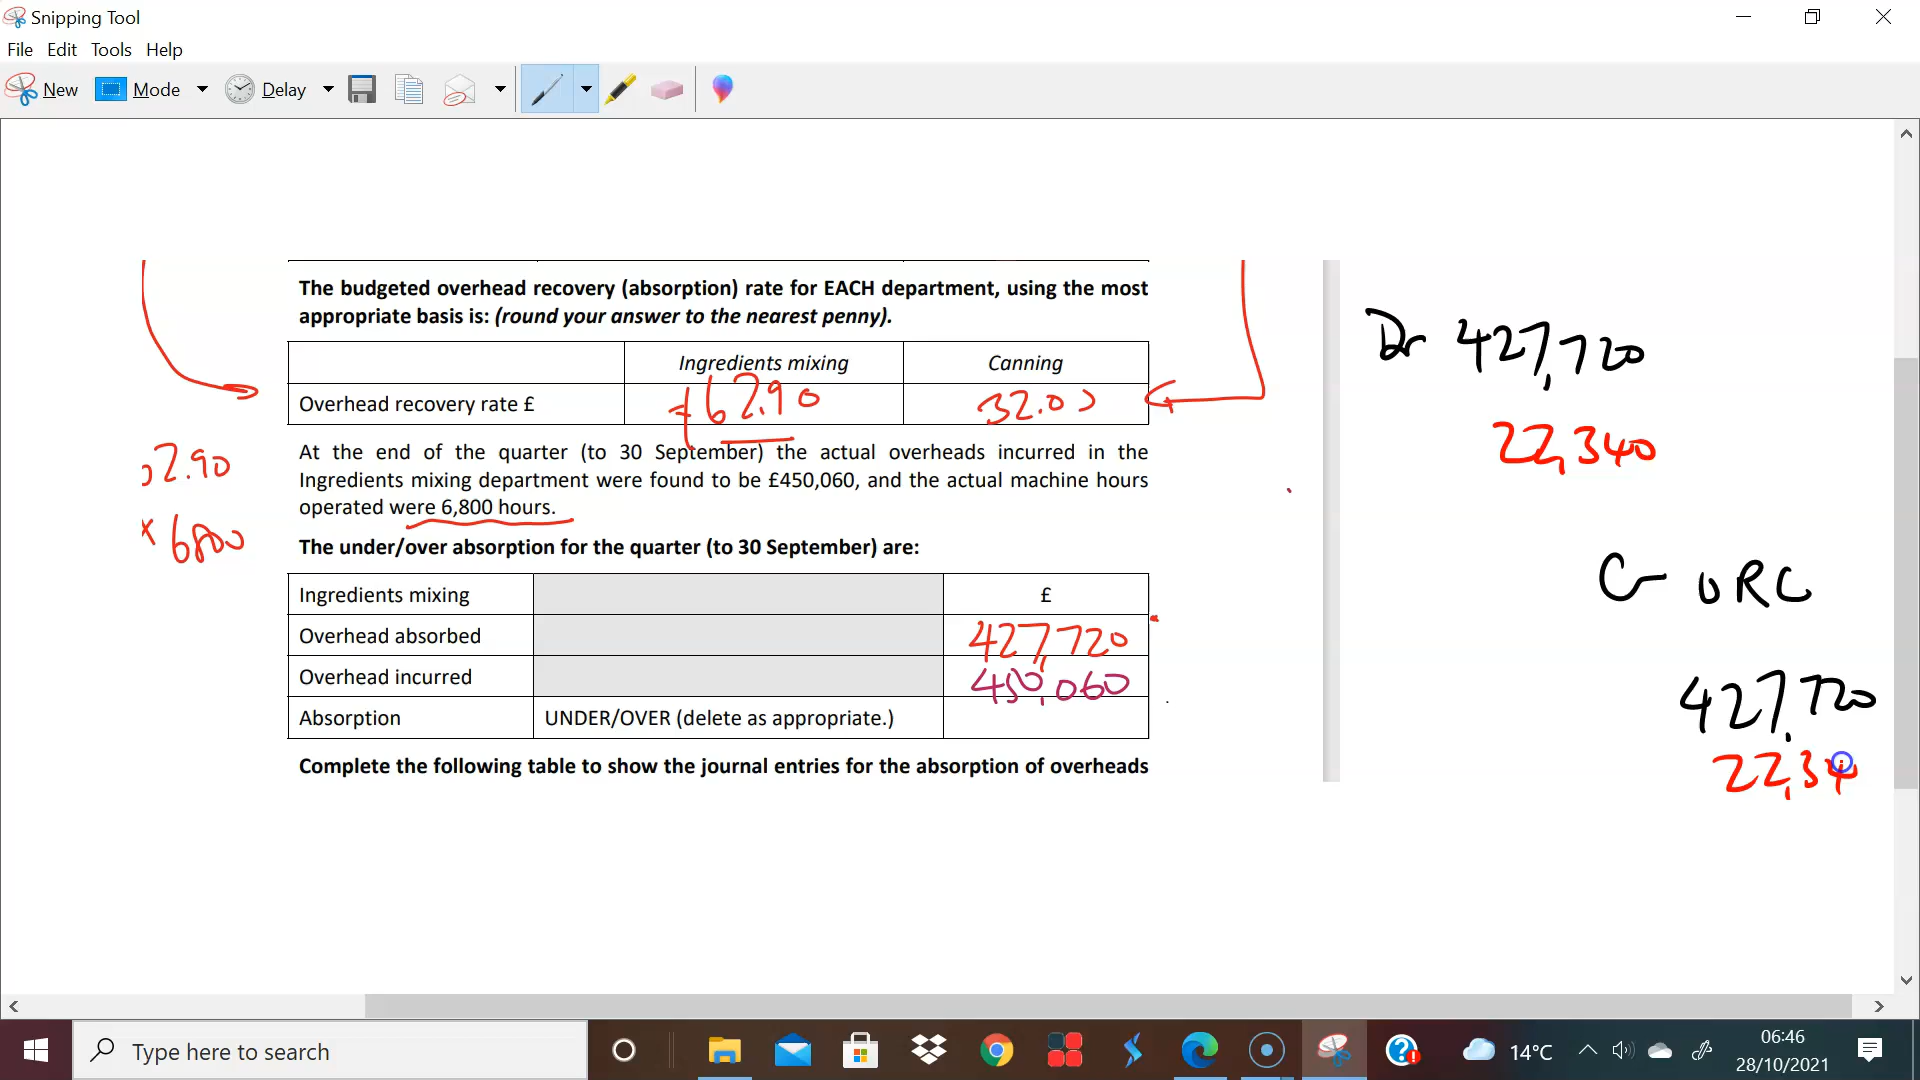 Snipping Tool
File Edit Tools Help
New Mode Delay
The budgeted overhead recovery (absorption) rate for EACH department, using the most
appropriate basis is: (round your answer to the nearest penny).
Ingredients mixing Canning
Overhead recovery rate £ 62.90 32.03
At the end of the quarter (to 30 September) the actual overheads incurred in the
Ingredients mixing department were found to be £450,060, and the actual machine hours
operated were 6,800 hours.
2.90
× 6800
The under/over absorption for the quarter (to 30 September) are:
Ingredients mixing £
Overhead absorbed 427,720
Overhead incurred 450,060
Absorption UNDER/OVER (delete as appropriate.)
Complete the following table to show the journal entries for the absorption of overheads
Dr 427,720
22,340
Cr ORC
427,720
22,34
Type here to search
14°C
06:46
28/10/2021